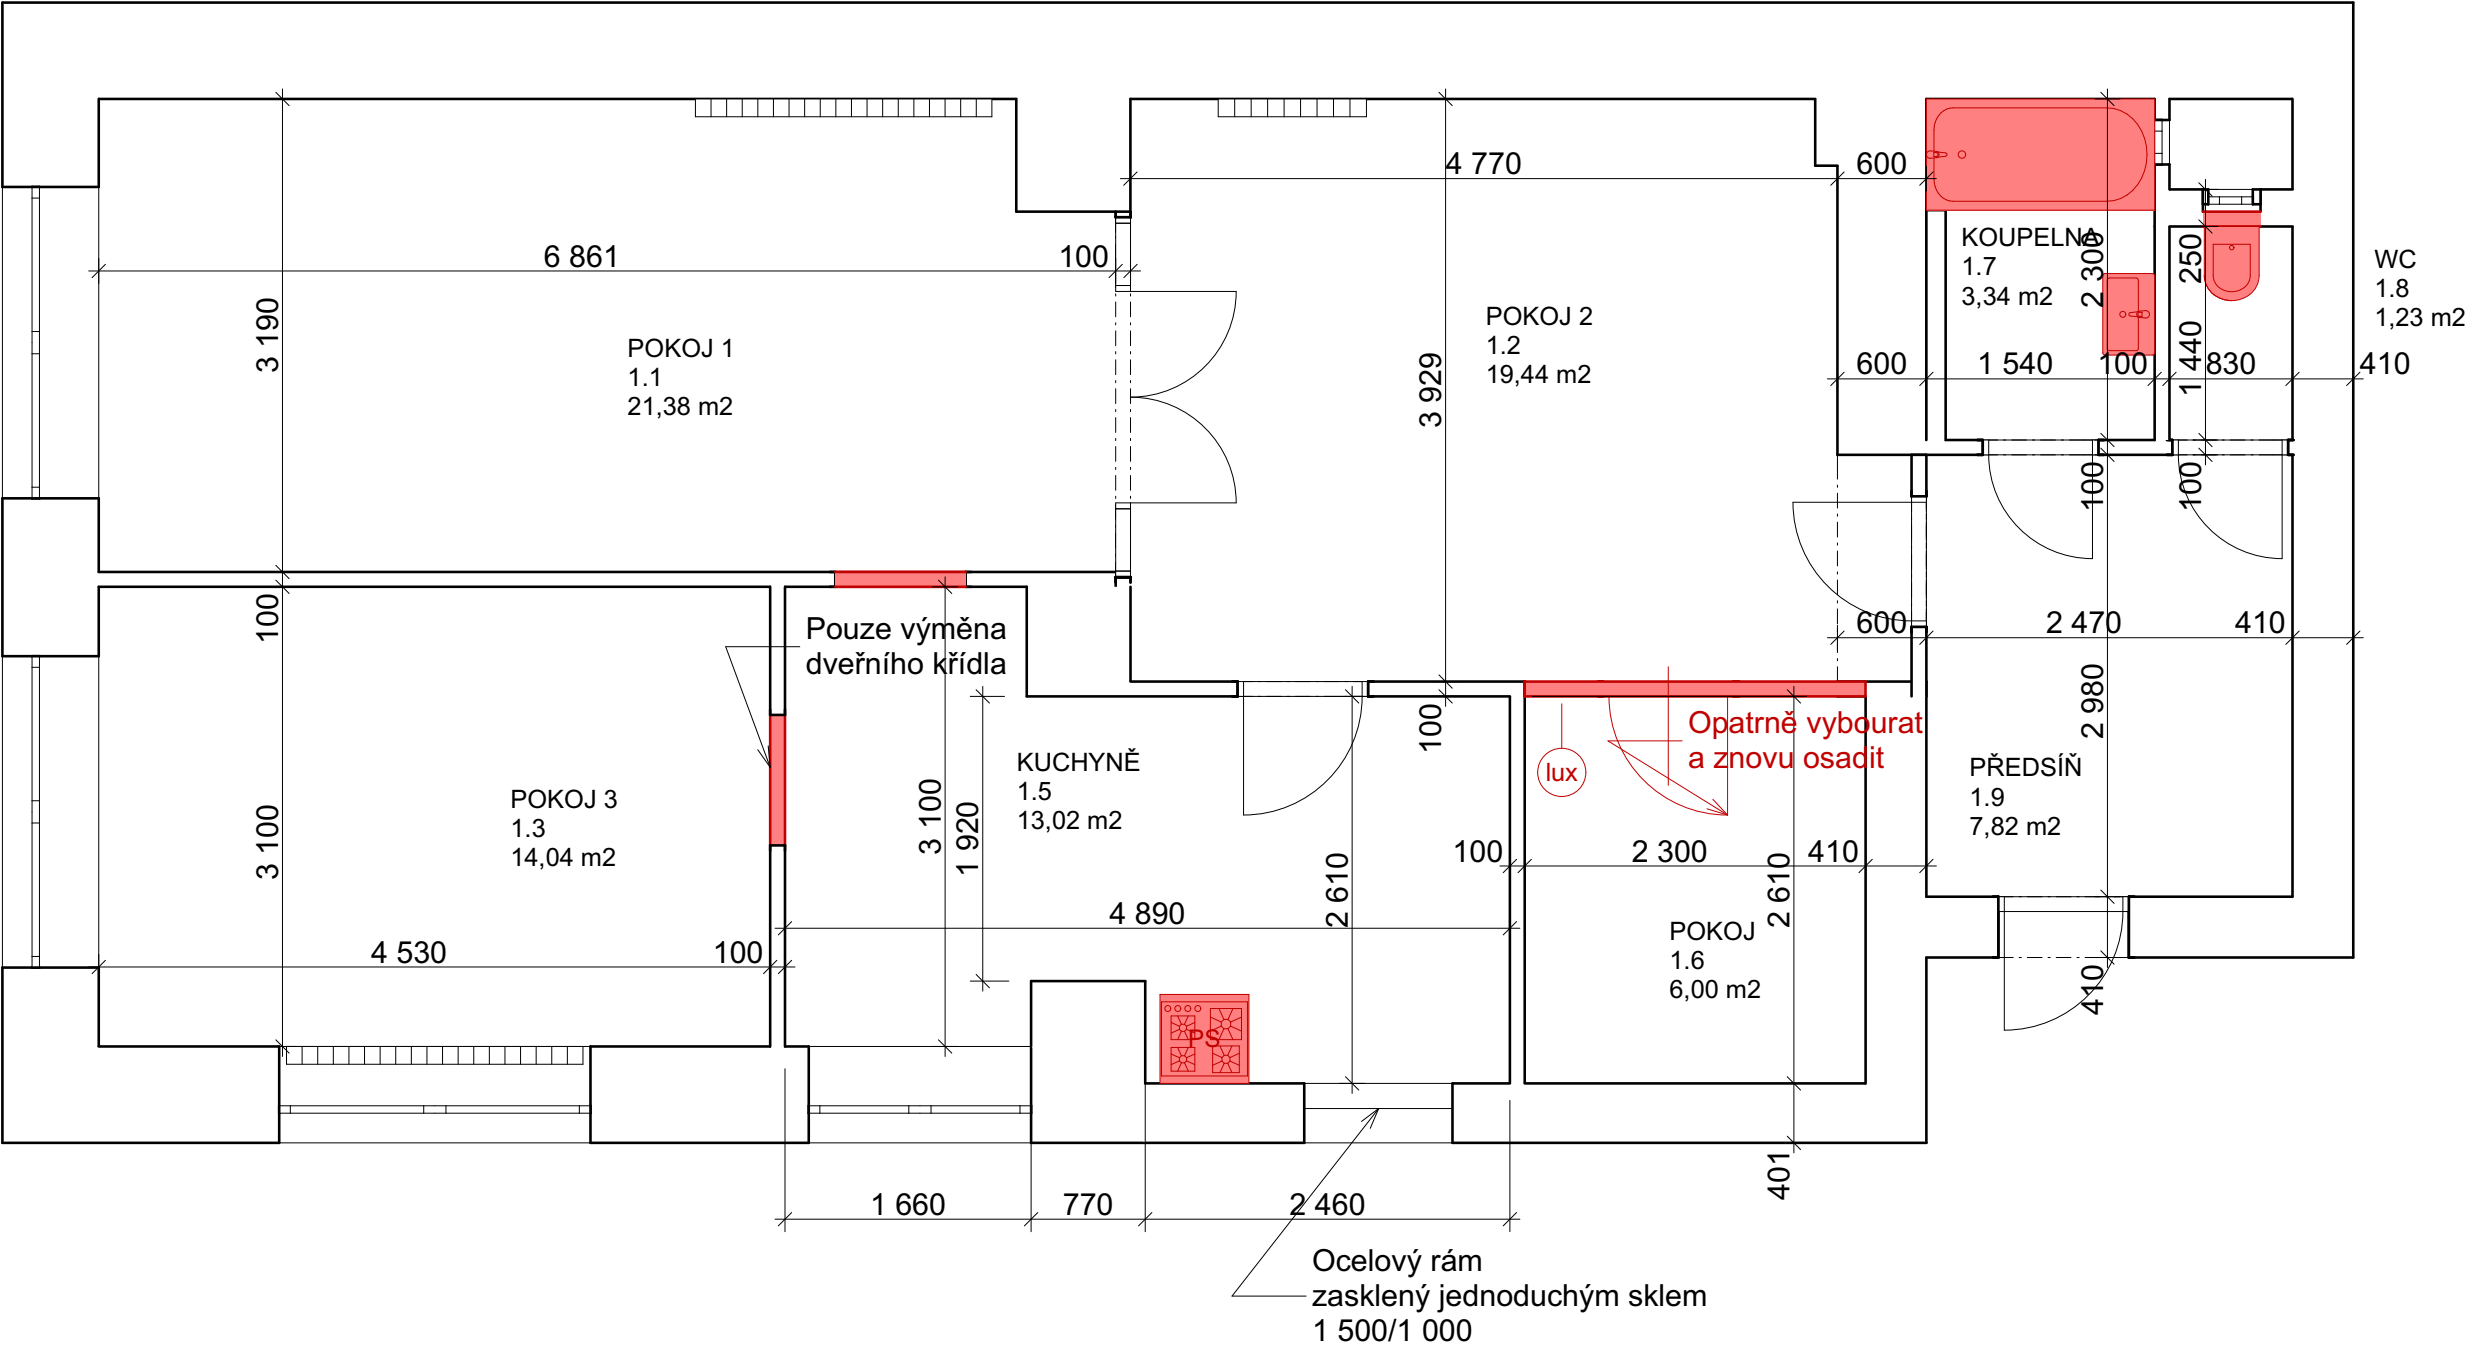 4 770
600
6 861
100
3 190
POKOJ 1
1.1
21,38 m2
POKOJ 2
1.2
19,44 m2
3 929
KOUPELNA
1.7
3,34 m2
2 300
250
WC
1.8
1,23 m2
600
1 540
100
1 440
830
410
100
100
100
Pouze výměna
dveřního křídla
600
2 470
410
100
Opatrně vybourat
a znovu osadit
lux
2 980
POKOJ 3
1.3
14,04 m2
3 100
3 100
1 920
KUCHYNĚ
1.5
13,02 m2
PŘEDSÍŇ
1.9
7,82 m2
2 610
100
2 300
410
2 610
4 530
100
4 890
POKOJ
1.6
6,00 m2
410
PS
401
1 660
770
2 460
Ocelový rám
zasklený jednoduchým sklem
1 500/1 000